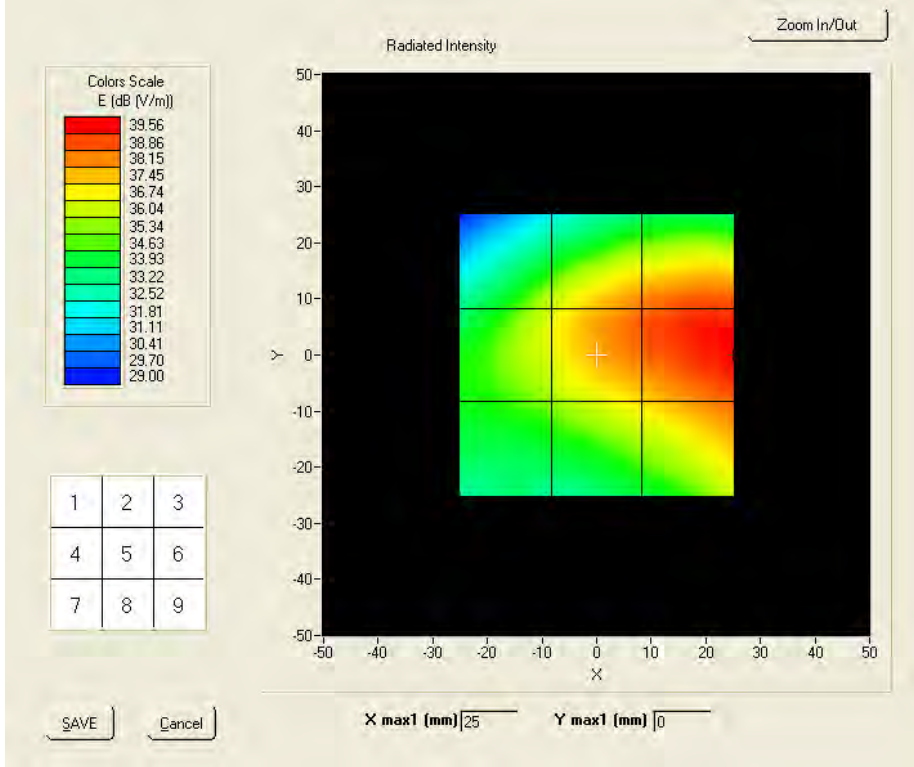 Zoom In/Out
Radiated Intensity
Colors Scale
E (dB (V/m))
39.56
38.86
38.15
37.45
36.74
36.04
35.34
34.63
33.93
33.22
32.52
31.81
31.11
30.41
29.70
29.00
50
40
30
20
10
0
-10
-20
-30
-40
-50
Y
-50 -40 -30 -20 -10 0 10 20 30 40 50
X
1 2 3
4 5 6
7 8 9
SAVE Cancel
X max1 (mm) 25 Y max1 (mm) 0